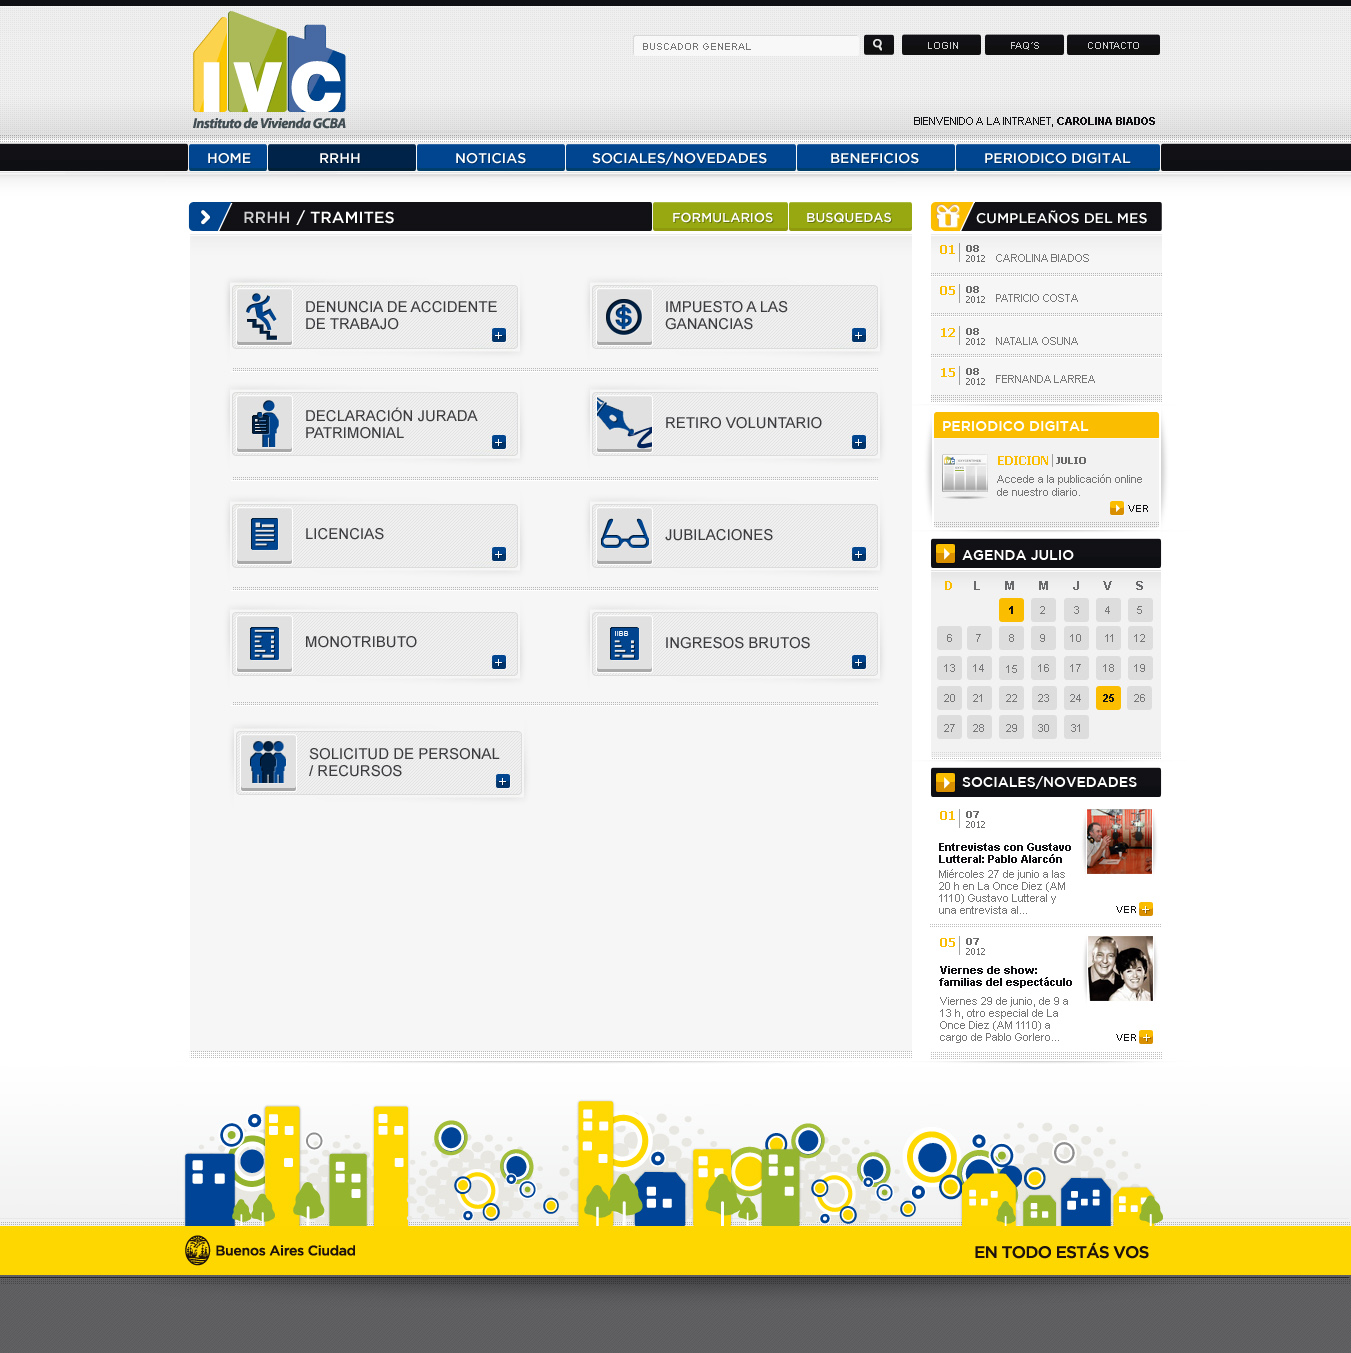 ivc
Instituto de Vivienda GCBA
BUSCADOR GENERAL
LOGIN
FAQ'S
CONTACTO
BIENVENIDO A LA INTRANET, CAROLINA BIADOS
HOME
RRHH
NOTICIAS
SOCIALES/NOVEDADES
BENEFICIOS
PERIODICO DIGITAL
RRHH / TRAMITES
FORMULARIOS
BUSQUEDAS
DENUNCIA DE ACCIDENTE
DE TRABAJO
IMPUESTO A LAS
GANANCIAS
DECLARACIÓN JURADA
PATRIMONIAL
RETIRO VOLUNTARIO
LICENCIAS
JUBILACIONES
MONOTRIBUTO
IIBB
INGRESOS BRUTOS
SOLICITUD DE PERSONAL
/ RECURSOS
CUMPLEAÑOS DEL MES
01 08 2012 CAROLINA BIADOS
05 08 2012 PATRICIO COSTA
12 08 2012 NATALIA OSUNA
15 08 2012 FERNANDA LARREA
PERIODICO DIGITAL
EDICION JULIO
Accede a la publicación online
de nuestro diario.
VER
AGENDA JULIO
D L M M J V S
1 2 3 4 5
6 7 8 9 10 11 12
13 14 15 16 17 18 19
20 21 22 23 24 25 26
27 28 29 30 31
SOCIALES/NOVEDADES
01 07 2012
Entrevistas con Gustavo
Lutteral: Pablo Alarcón
Miércoles 27 de junio a las
20 h en La Once Diez (AM
1110) Gustavo Lutteral y
una entrevista al...
VER
05 07 2012
Viernes de show:
familias del espectáculo
Viernes 29 de junio, de 9 a
13 h, otro especial de La
Once Diez (AM 1110) a
cargo de Pablo Gorlero...
VER
Buenos Aires Ciudad
EN TODO ESTÁS VOS